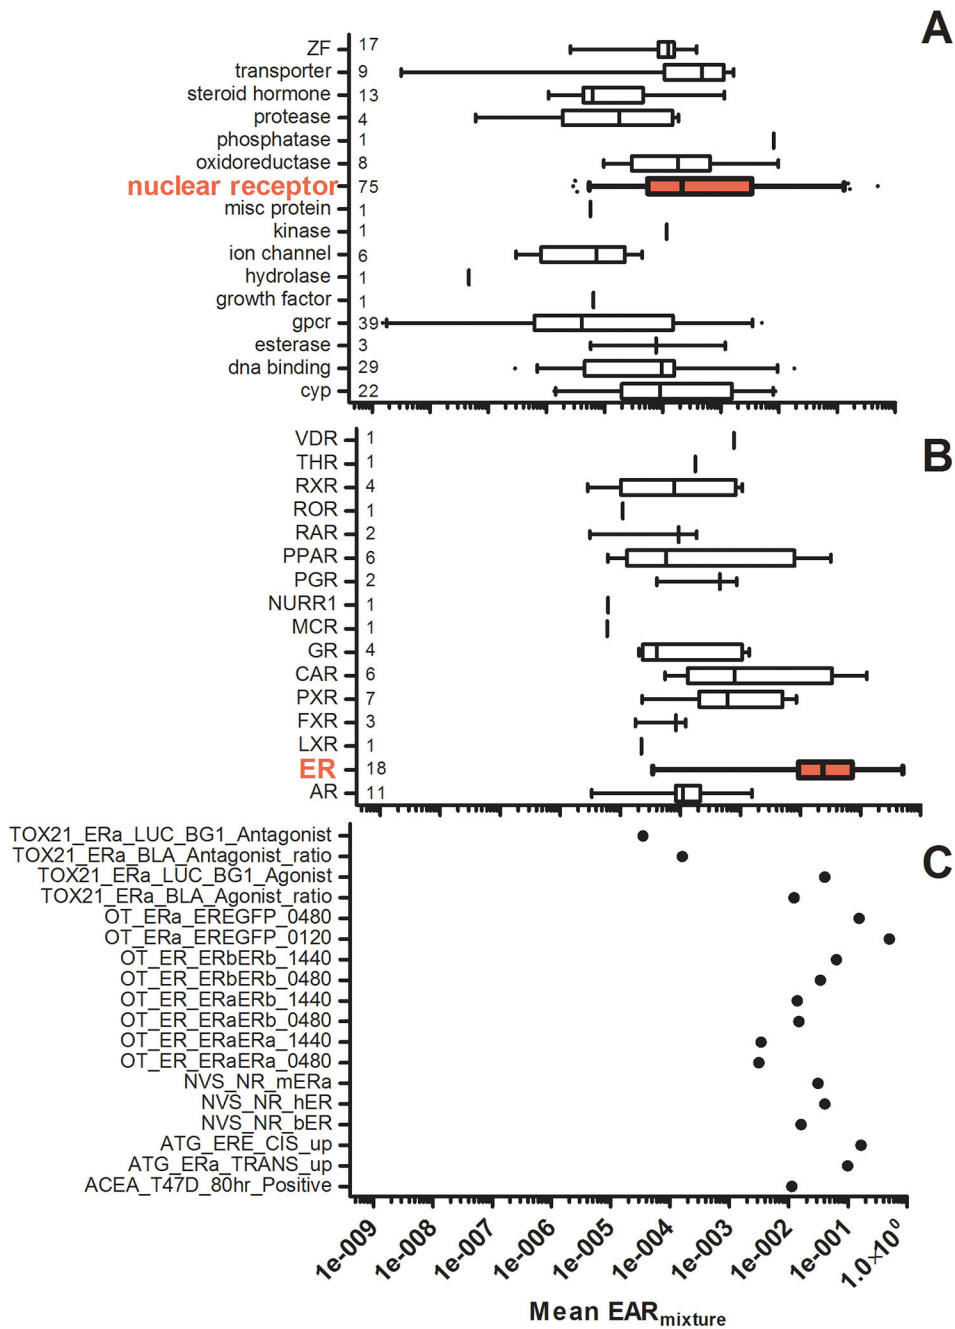 A
ZF 17
transporter 9
steroid hormone 13
protease 4
phosphatase 1
oxidoreductase 8
nuclear receptor 75
misc protein 1
kinase 1
ion channel 6
hydrolase 1
growth factor 1
gpcr 39
esterase 3
dna binding 29
cyp 22
B
VDR 1
THR 1
RXR 4
ROR 1
RAR 2
PPAR 6
PGR 2
NURR1 1
MCR 1
GR 4
CAR 6
PXR 7
FXR 3
LXR 1
ER 18
AR 11
C
TOX21_ERa_LUC_BG1_Antagonist
TOX21_ERa_BLA_Antagonist_ratio
TOX21_ERa_LUC_BG1_Agonist
TOX21_ERa_BLA_Agonist_ratio
OT_ERa_EREGFP_0480
OT_ERa_EREGFP_0120
OT_ER_ERbERb_1440
OT_ER_ERbERb_0480
OT_ER_ERaERb_1440
OT_ER_ERaERb_0480
OT_ER_ERaERa_1440
OT_ER_ERaERa_0480
NVS_NR_mERa
NVS_NR_hER
NVS_NR_bER
ATG_ERE_CIS_up
ATG_ERa_TRANS_up
ACEA_T47D_80hr_Positive
1e-009 1e-008 1e-007 1e-006 1e-005 1e-004 1e-003 1e-002 1e-001 1.0×10⁰
Mean EARmixture